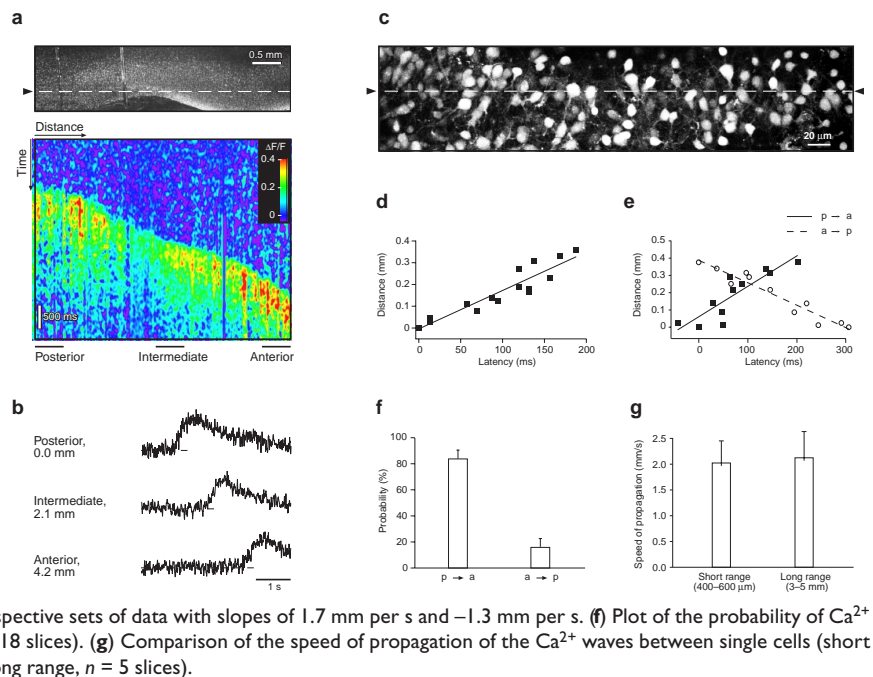 a
0.5 mm
Distance
Time
ΔF/F
0.4
0.2
0
500 ms
Posterior
Intermediate
Anterior
b
Posterior,
0.0 mm
Intermediate,
2.1 mm
Anterior,
4.2 mm
1 s
c
20 μm
d
Distance (mm)
0.4
0.3
0.2
0.1
0
0 50 100 150 200
Latency (ms)
e
p → a
a → p
Distance (mm)
0.5
0.4
0.3
0.2
0.1
0
0 100 200 300
Latency (ms)
f
Probability (%)
100
80
60
40
20
0
p → a
a → p
g
Speed of propagation (mm/s)
2.0
1.5
1.0
0.5
0.0
Short range
(400–600 μm)
Long range
(3–5 mm)
spective sets of data with slopes of 1.7 mm per s and –1.3 mm per s. (f) Plot of the probability of Ca²⁺
18 slices). (g) Comparison of the speed of propagation of the Ca²⁺ waves between single cells (short
ong range, n = 5 slices).